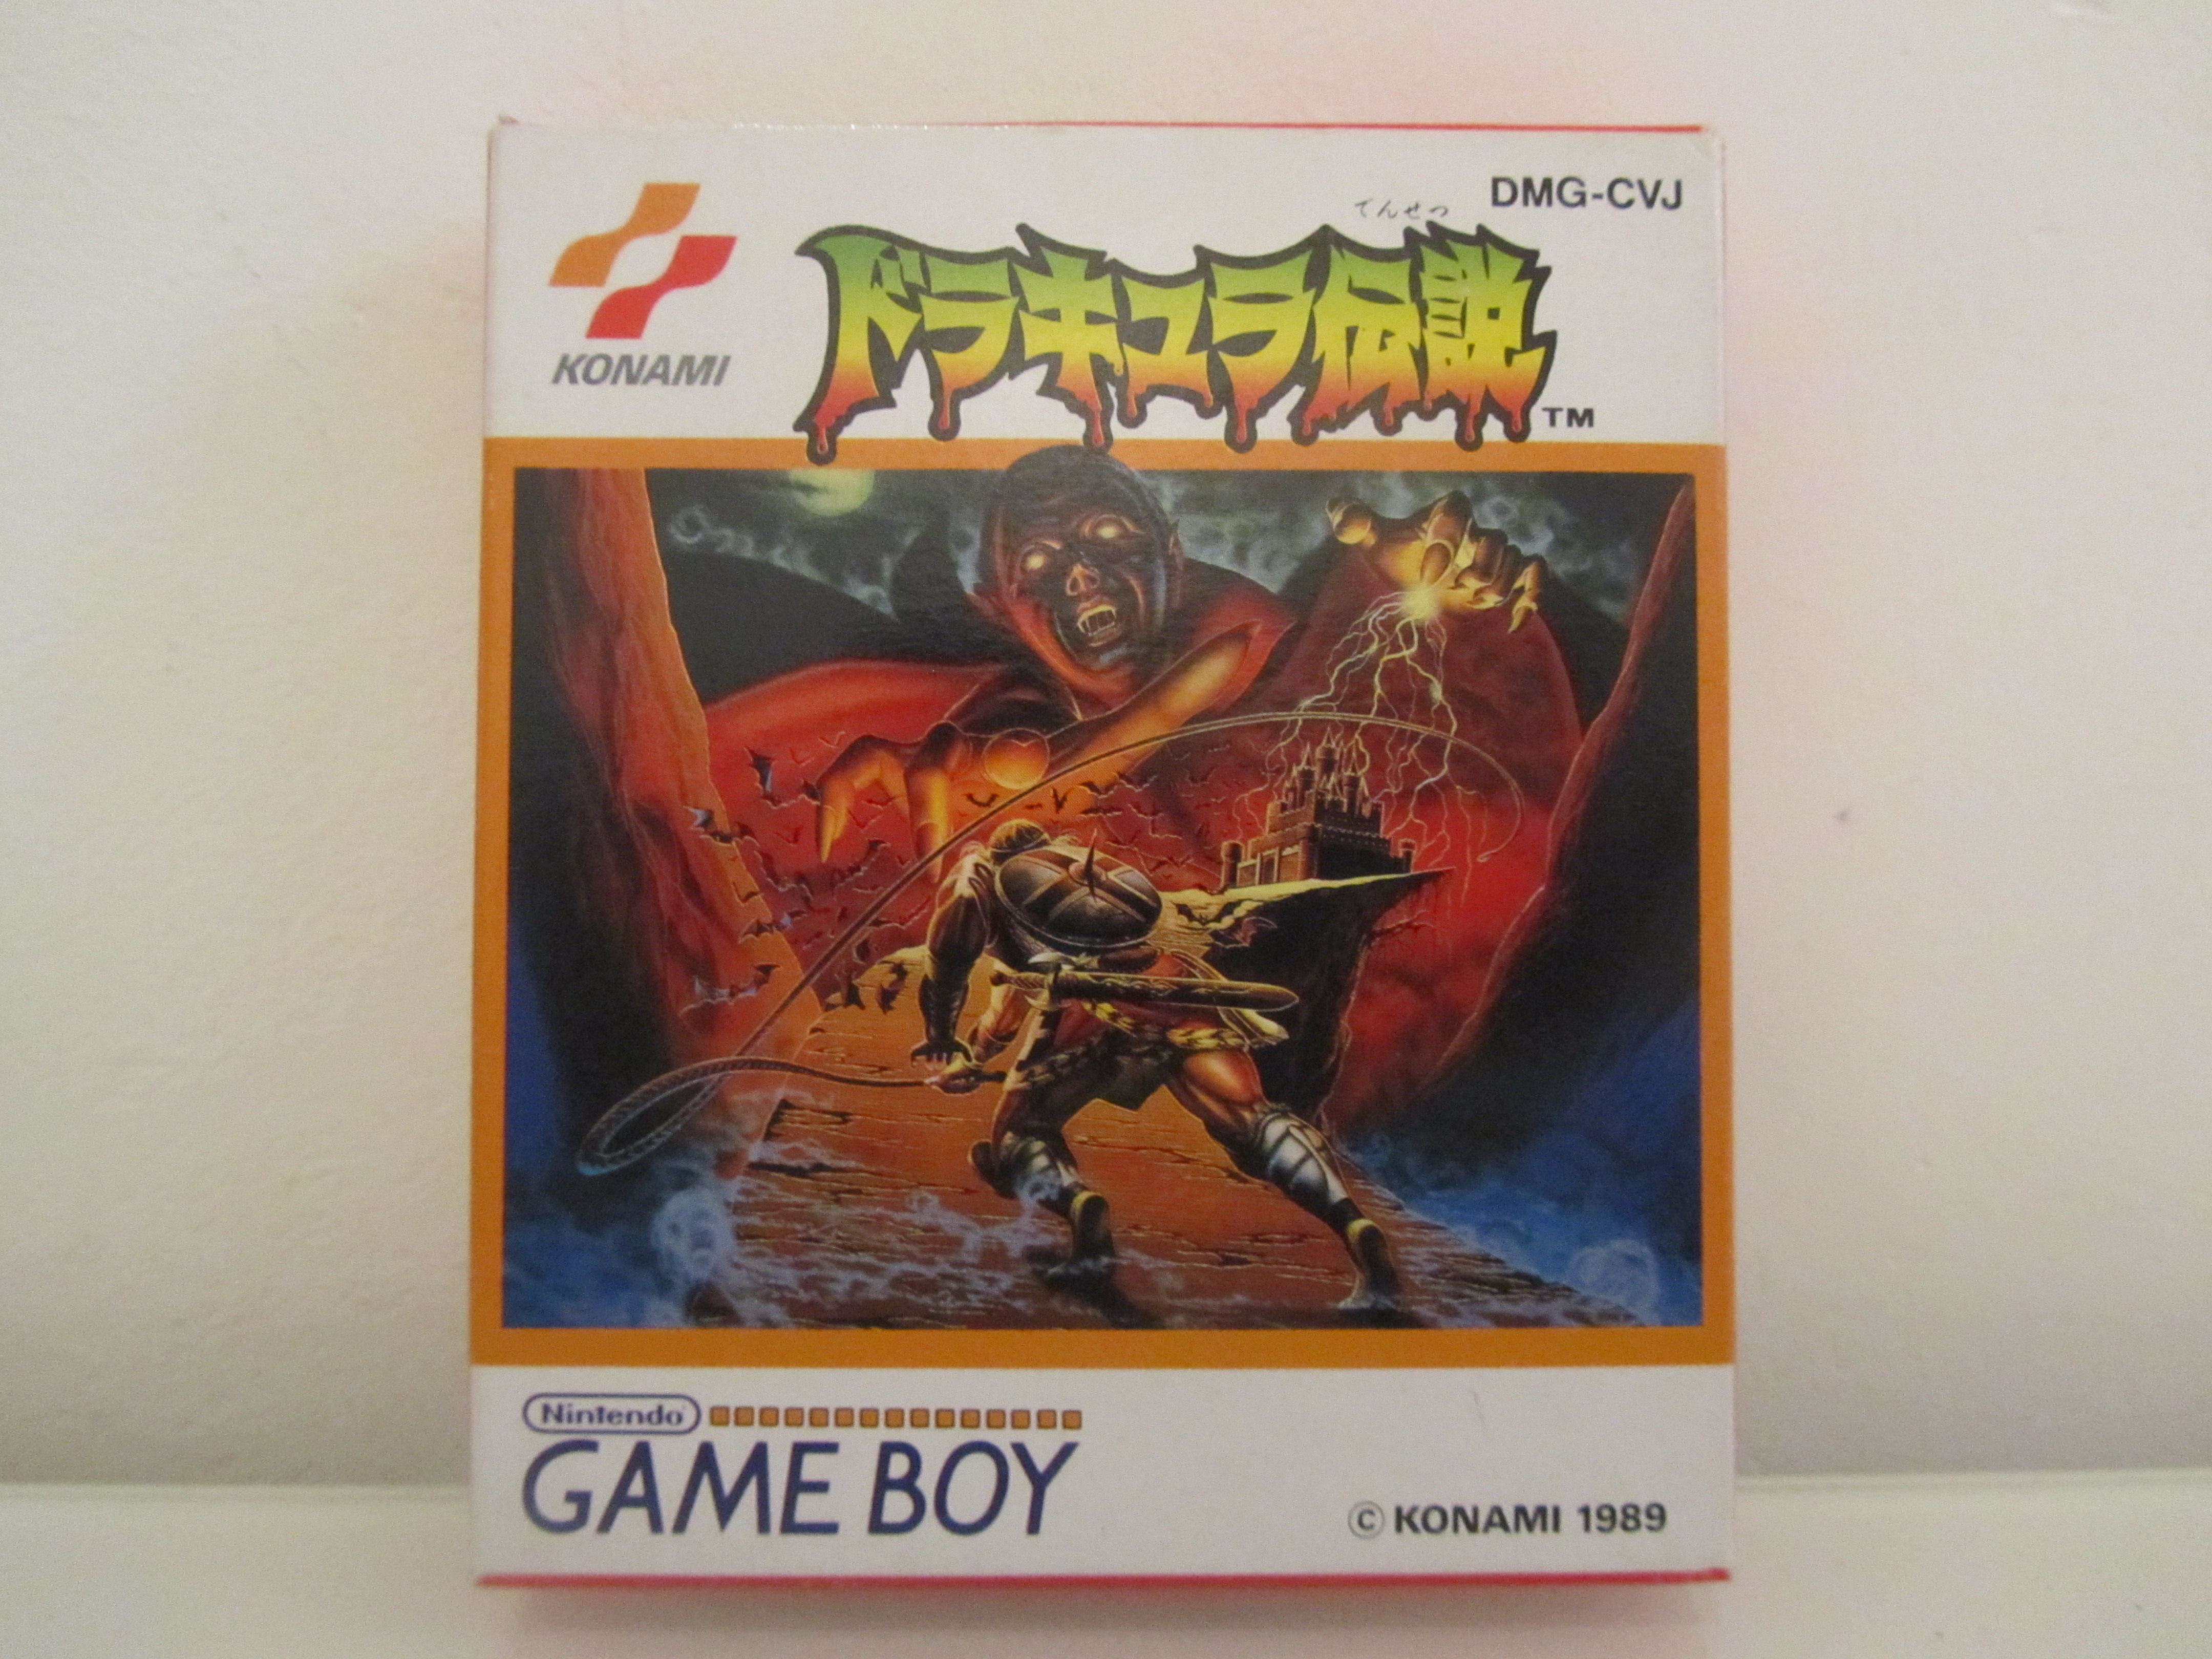 DMG-CVJ
てんせつ
ドラキュラ伝説 TM
KONAMI
Nintendo
GAME BOY
© KONAMI 1989